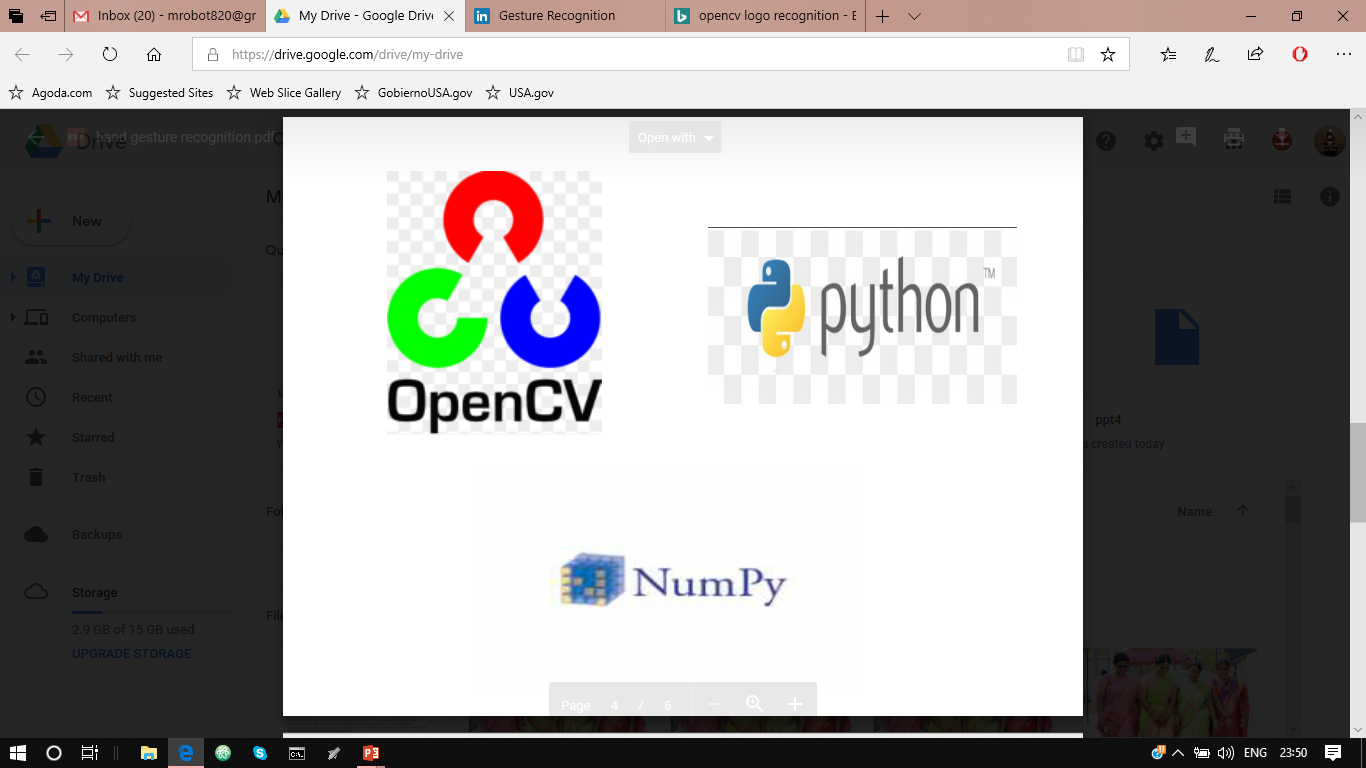 Inbox (20) - mrobot820@gr
My Drive - Google Drive
Gesture Recognition
opencv logo recognition - E
https://drive.google.com/drive/my-drive
Agoda.com
Suggested Sites
Web Slice Gallery
GobiernoUSA.gov
USA.gov
Drive
hand gesture recognition.pdf
Open with
New
My Drive
Computers
Shared with me
Recent
Starred
Trash
Backups
Storage
2.9 GB of 15 GB used
UPGRADE STORAGE
OpenCV
python TM
NumPy
ppt4
created today
Name
Page 4 / 6
ENG 23:50